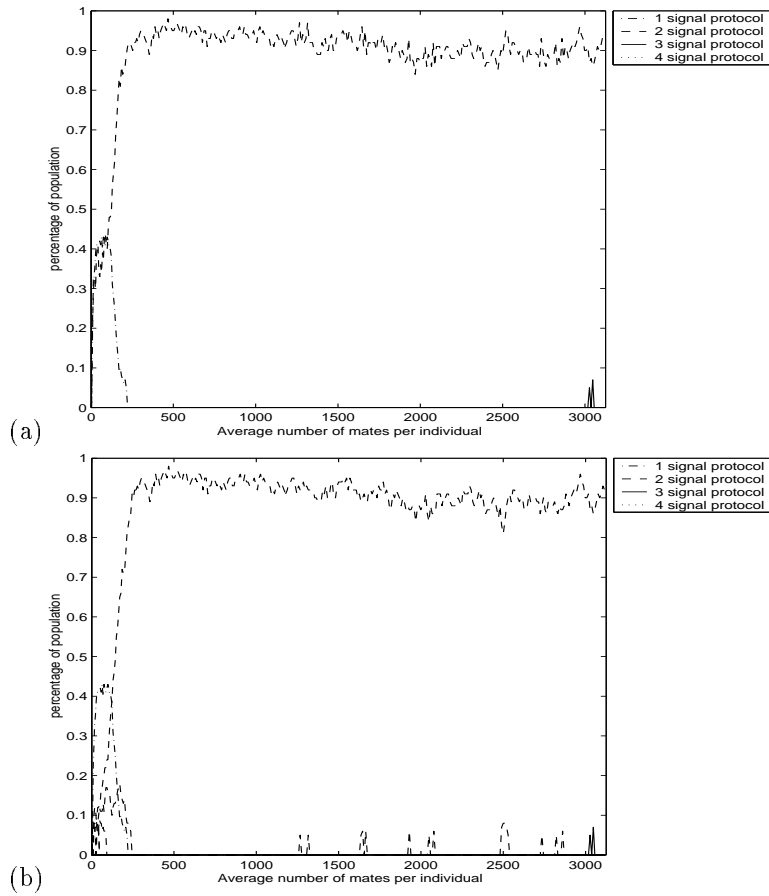 1
0.9
0.8
0.7
0.6
0.5
0.4
0.3
0.2
0.1
0
percentage of population
0 500 1000 1500 2000 2500 3000
Average number of mates per individual
1 signal protocol
2 signal protocol
3 signal protocol
4 signal protocol
(a)
1
0.9
0.8
0.7
0.6
0.5
0.4
0.3
0.2
0.1
0
percentage of population
0 500 1000 1500 2000 2500 3000
Average number of mates per individual
1 signal protocol
2 signal protocol
3 signal protocol
4 signal protocol
(b)